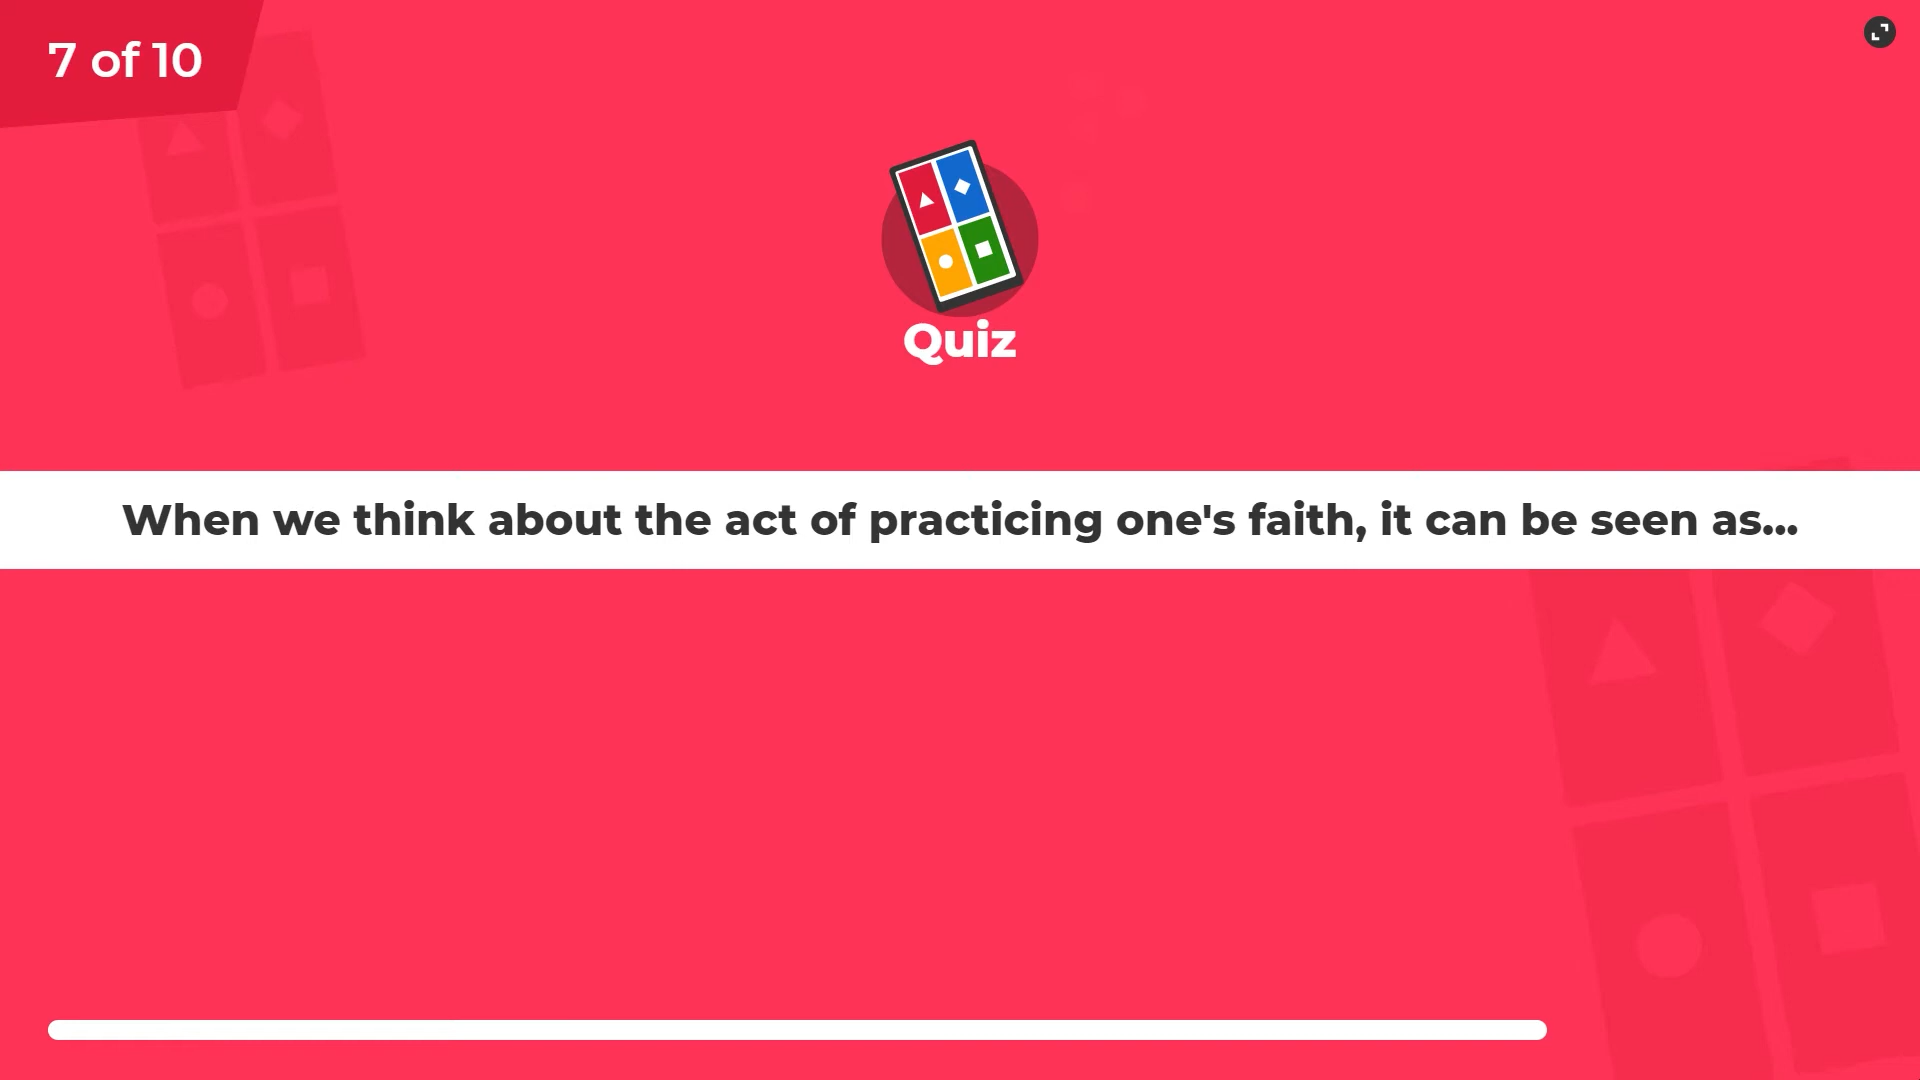 7 of 10
Quiz
When we think about the act of practicing one's faith, it can be seen as...